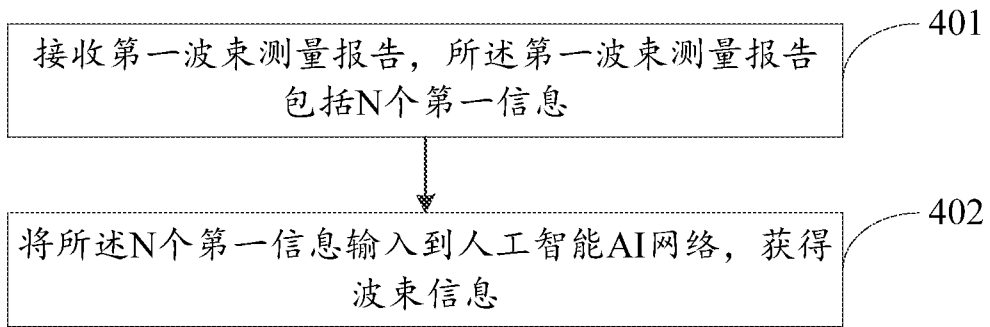 接收第一波束测量报告，所述第一波束测量报告
包括N个第一信息
401
将所述N个第一信息输入到人工智能AI网络，获得
波束信息
402